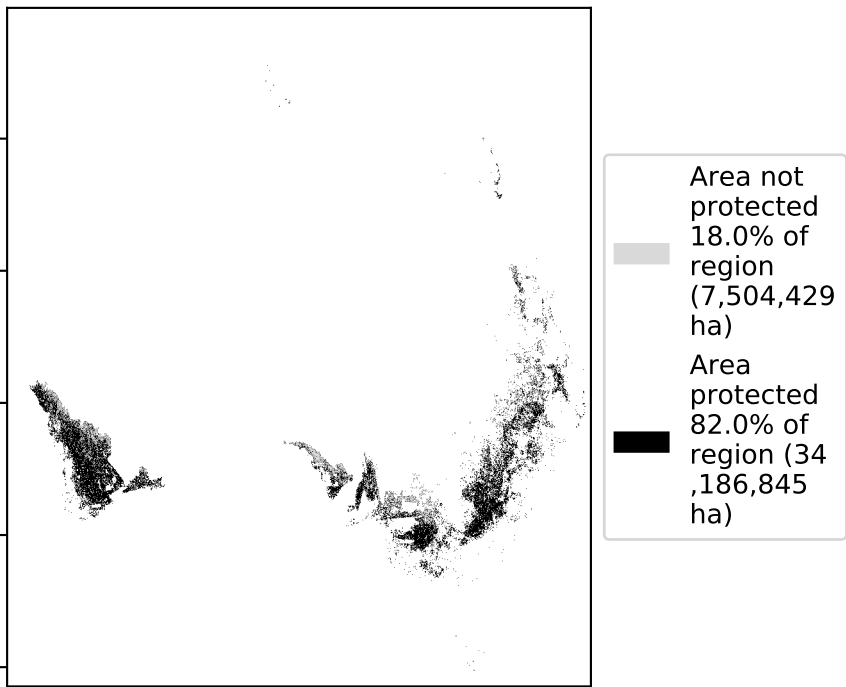 Area not
protected
18.0% of
region
(7,504,429
ha)
Area
protected
82.0% of
region (34
,186,845
ha)